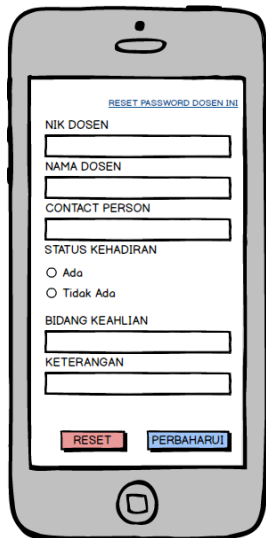 RESET PASSWORD DOSEN INI
NIK DOSEN
NAMA DOSEN
CONTACT PERSON
STATUS KEHADIRAN
Ada
Tidak Ada
BIDANG KEAHLIAN
KETERANGAN
RESET PERBAHARUI